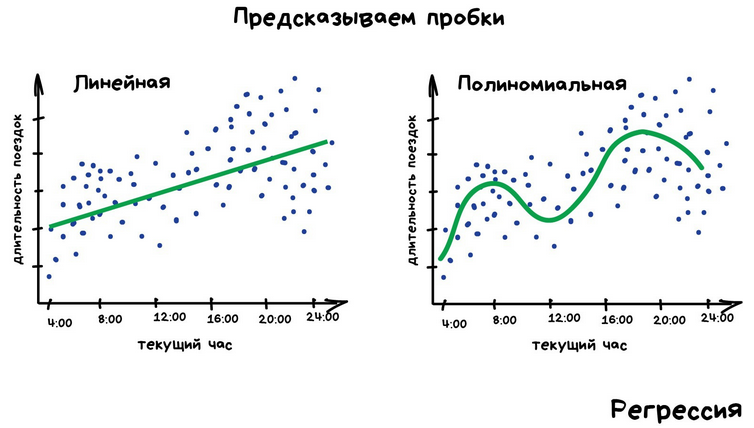 Предсказываем пробки
Линейная
длительность поездок
4:00 8:00 12:00 16:00 20:00 24:00
текущий час
Полиномиальная
длительность поездок
4:00 8:00 12:00 16:00 20:00 24:00
текущий час
Регрессия